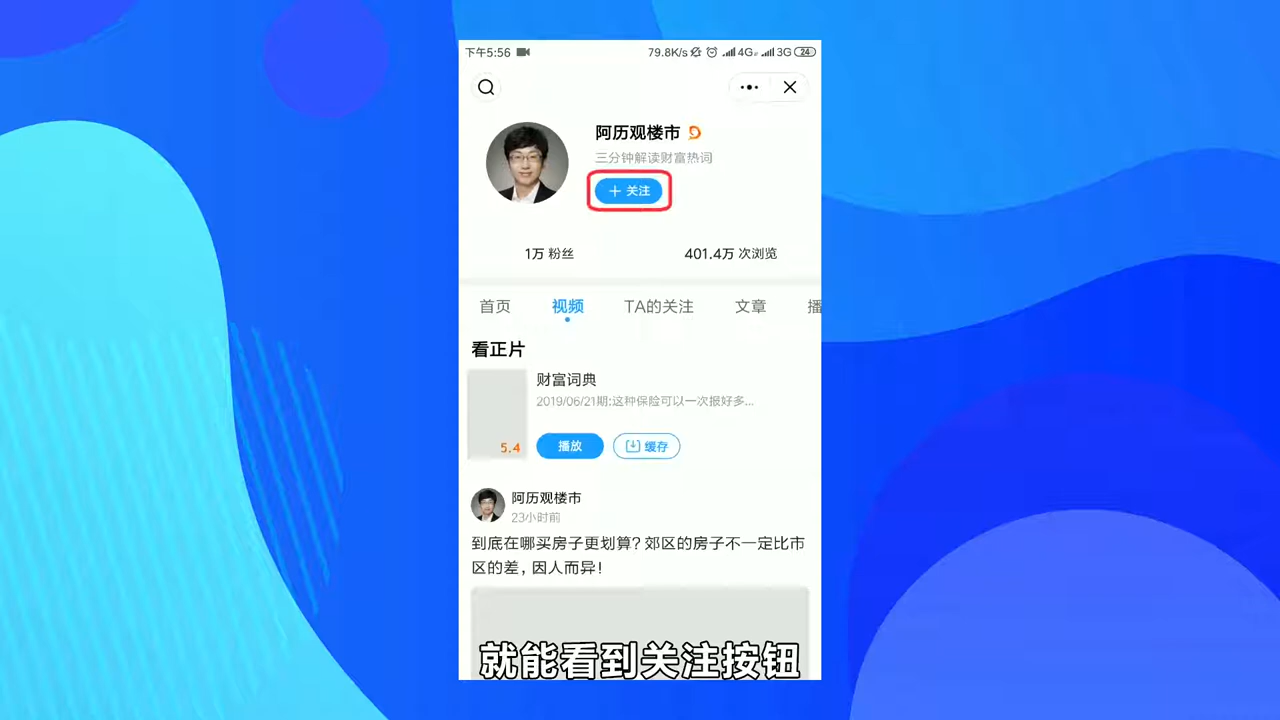 下午5:56
79.8K/s 4G 3G 24
阿历观楼市
三分钟解读财富热词
+ 关注
1万 粉丝
401.4万 次浏览
首页 视频 TA的关注 文章 播
看正片
财富词典
2019/06/21期:这种保险可以一次报好多...
5.4
播放
缓存
阿历观楼市
23小时前
到底在哪买房子更划算?郊区的房子不一定比市
区的差,因人而异!
就能看到关注按钮